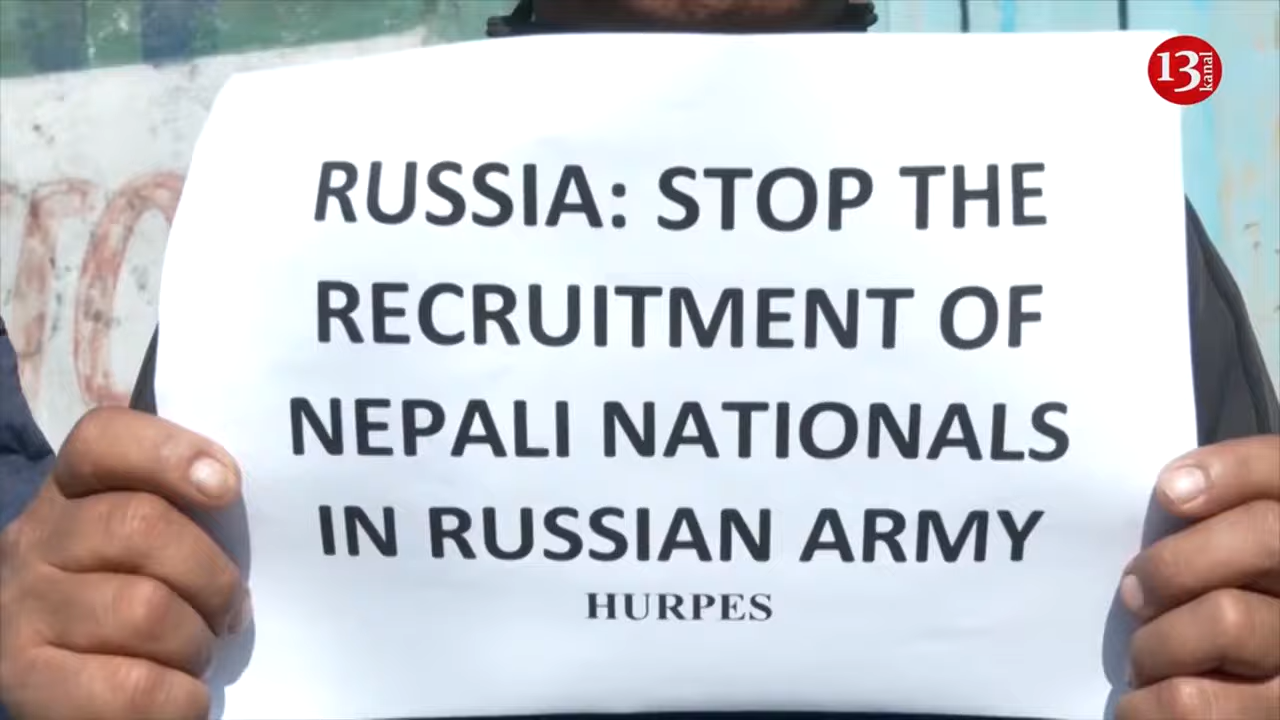 13 kanal
RUSSIA: STOP THE
RECRUITMENT OF
NEPALI NATIONALS
IN RUSSIAN ARMY
HURPES